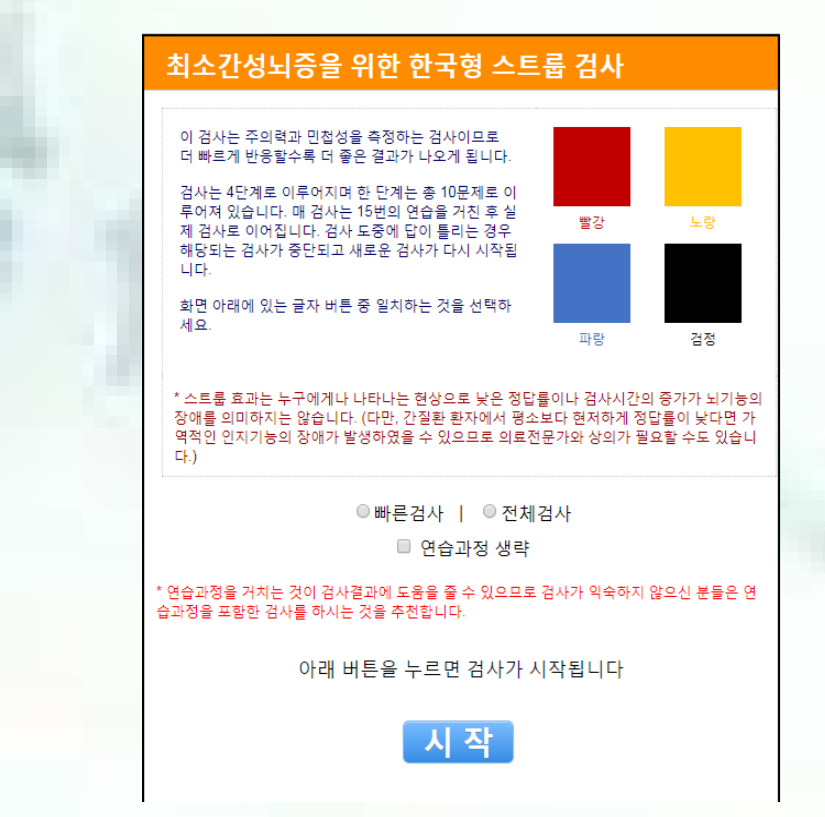 최소간성뇌증을 위한 한국형 스트룹 검사
이 검사는 주의력과 민첩성을 측정하는 검사이므로
더 빠르게 반응할수록 더 좋은 결과가 나오게 됩니다.
검사는 4단계로 이루어지며 한 단계는 총 10문제로 이
루어져 있습니다. 매 검사는 15번의 연습을 거친 후 실
제 검사로 이어집니다. 검사 도중에 답이 틀리는 경우
해당되는 검사가 중단되고 새로운 검사가 다시 시작됩
니다.
화면 아래에 있는 글자 버튼 중 일치하는 것을 선택하
세요.
빨강
노랑
파랑
검정
* 스트룹 효과는 누구에게나 나타나는 현상으로 낮은 정답률이나 검사시간의 증가가 뇌기능의
장애를 의미하지는 않습니다. (다만, 간질환 환자에서 평소보다 현저하게 정답률이 낮다면 가
역적인 인지기능의 장애가 발생하였을 수 있으므로 의료전문가와 상의가 필요할 수도 있습니
다.)
빠른검사 | 전체검사
연습과정 생략
* 연습과정을 거치는 것이 검사결과에 도움을 줄 수 있으므로 검사가 익숙하지 않으신 분들은 연
습과정을 포함한 검사를 하시는 것을 추천합니다.
아래 버튼을 누르면 검사가 시작됩니다
시 작